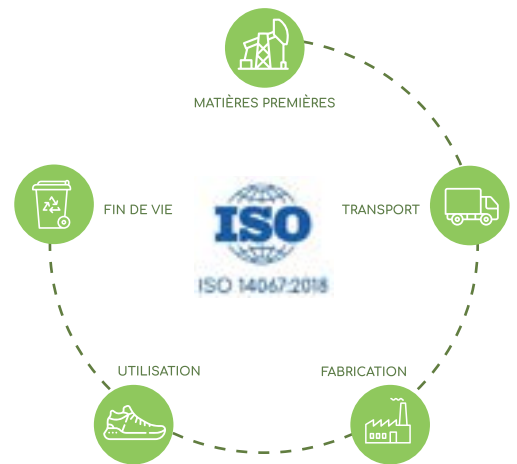 MATIÈRES PREMIÈRES
FIN DE VIE
TRANSPORT
ISO
ISO 14067:2018
UTILISATION
FABRICATION